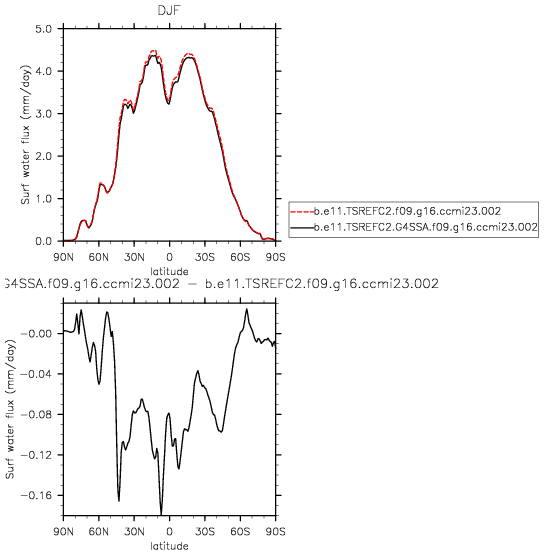 DJF
5.0
4.0
3.0
2.0
1.0
0.0
Surf water flux (mm/day)
90N 60N 30N 0 30S 60S 90S
latitude
b.e11.TSREFC2.f09.g16.ccmi23.002
b.e11.TSREFC2.G4SSA.f09.g16.ccmi23.002
G4SSA.f09.g16.ccmi23.002 − b.e11.TSREFC2.f09.g16.ccmi23.002
−0.00
−0.04
−0.08
−0.12
−0.16
Surf water flux (mm/day)
90N 60N 30N 0 30S 60S 90S
latitude